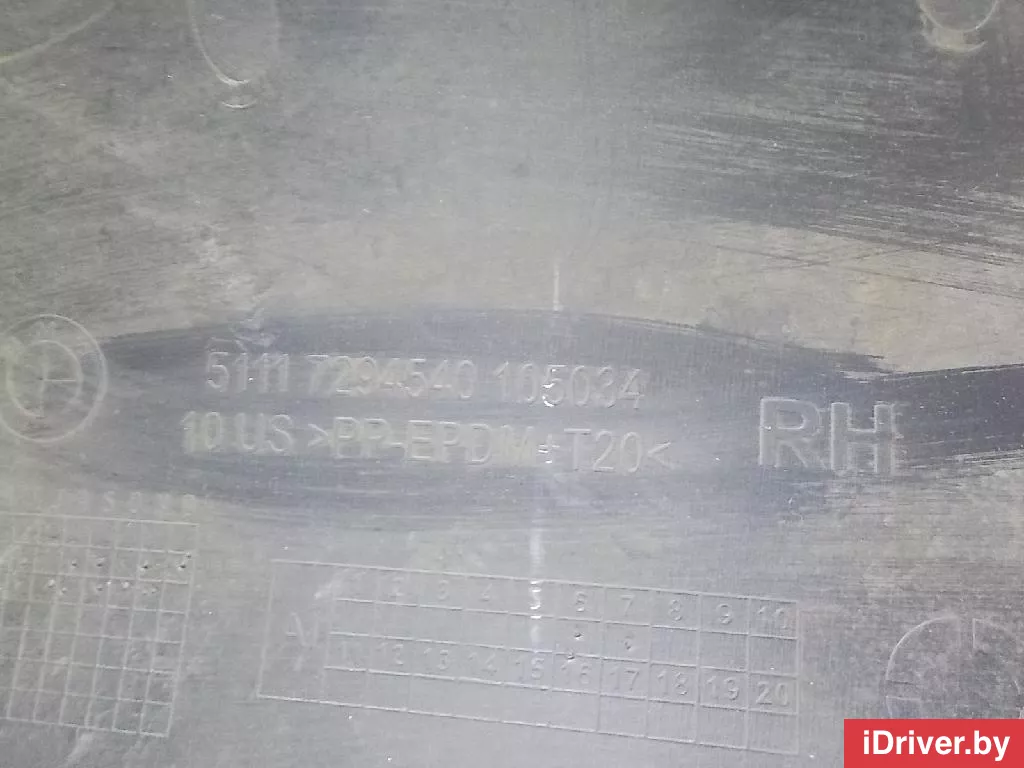 5111 7294540 105034
10 US >PP-EPDM+T20<
RH
1 2 3 4 5 6 7 8 9 10
11 12 13 14 15 16 17 18 19 20
iDriver.by